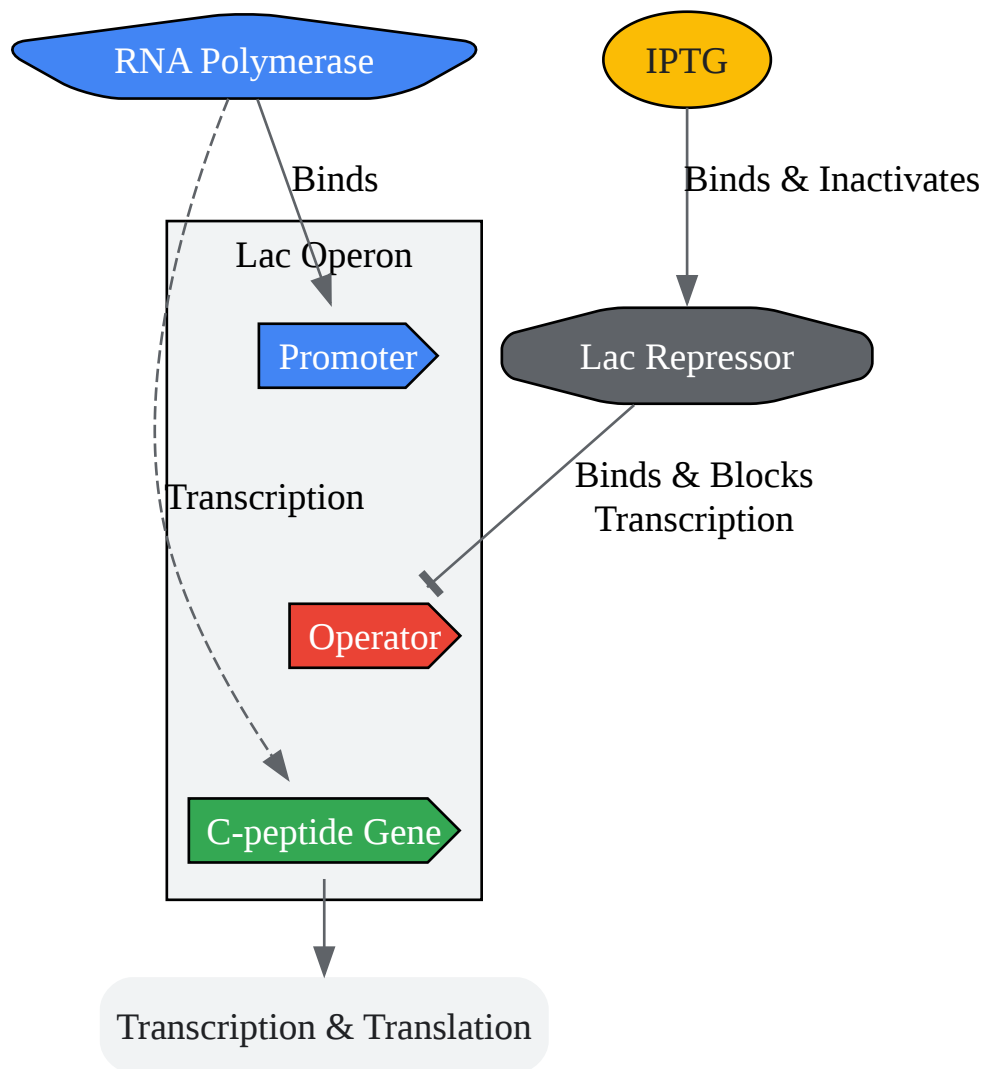 RNA Polymerase
IPTG
Binds
Binds & Inactivates
Lac Operon
Promoter
Lac Repressor
Transcription
Binds & Blocks
Transcription
Operator
C-peptide Gene
Transcription & Translation